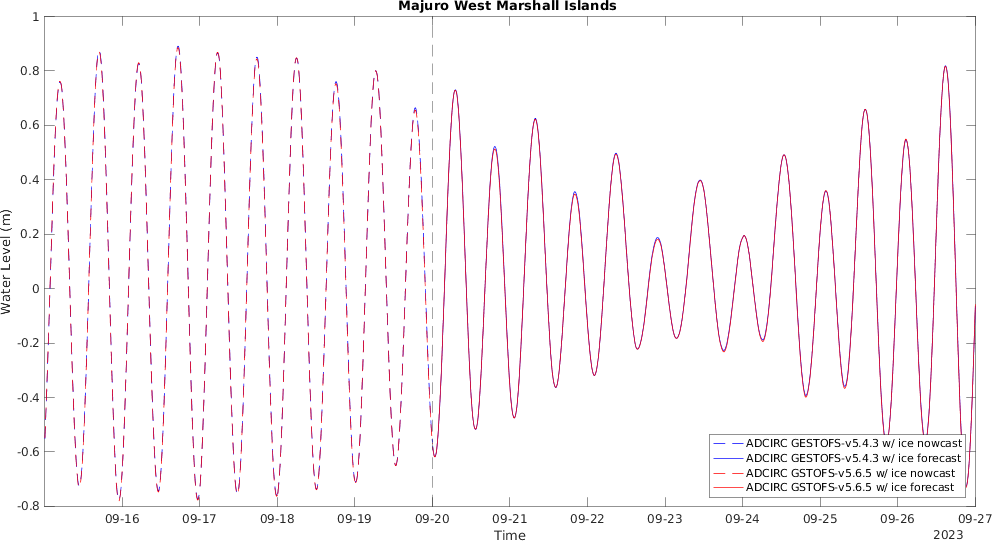 Majuro West Marshall Islands
1
0.8
0.6
0.4
0.2
0
-0.2
-0.4
-0.6
-0.8
Water Level (m)
ADCIRC GESTOFS-v5.4.3 w/ ice nowcast
ADCIRC GESTOFS-v5.4.3 w/ ice forecast
ADCIRC GSTOFS-v5.6.5 w/ ice nowcast
ADCIRC GSTOFS-v5.6.5 w/ ice forecast
09-16 09-17 09-18 09-19 09-20 09-21 09-22 09-23 09-24 09-25 09-26 09-27
Time
2023